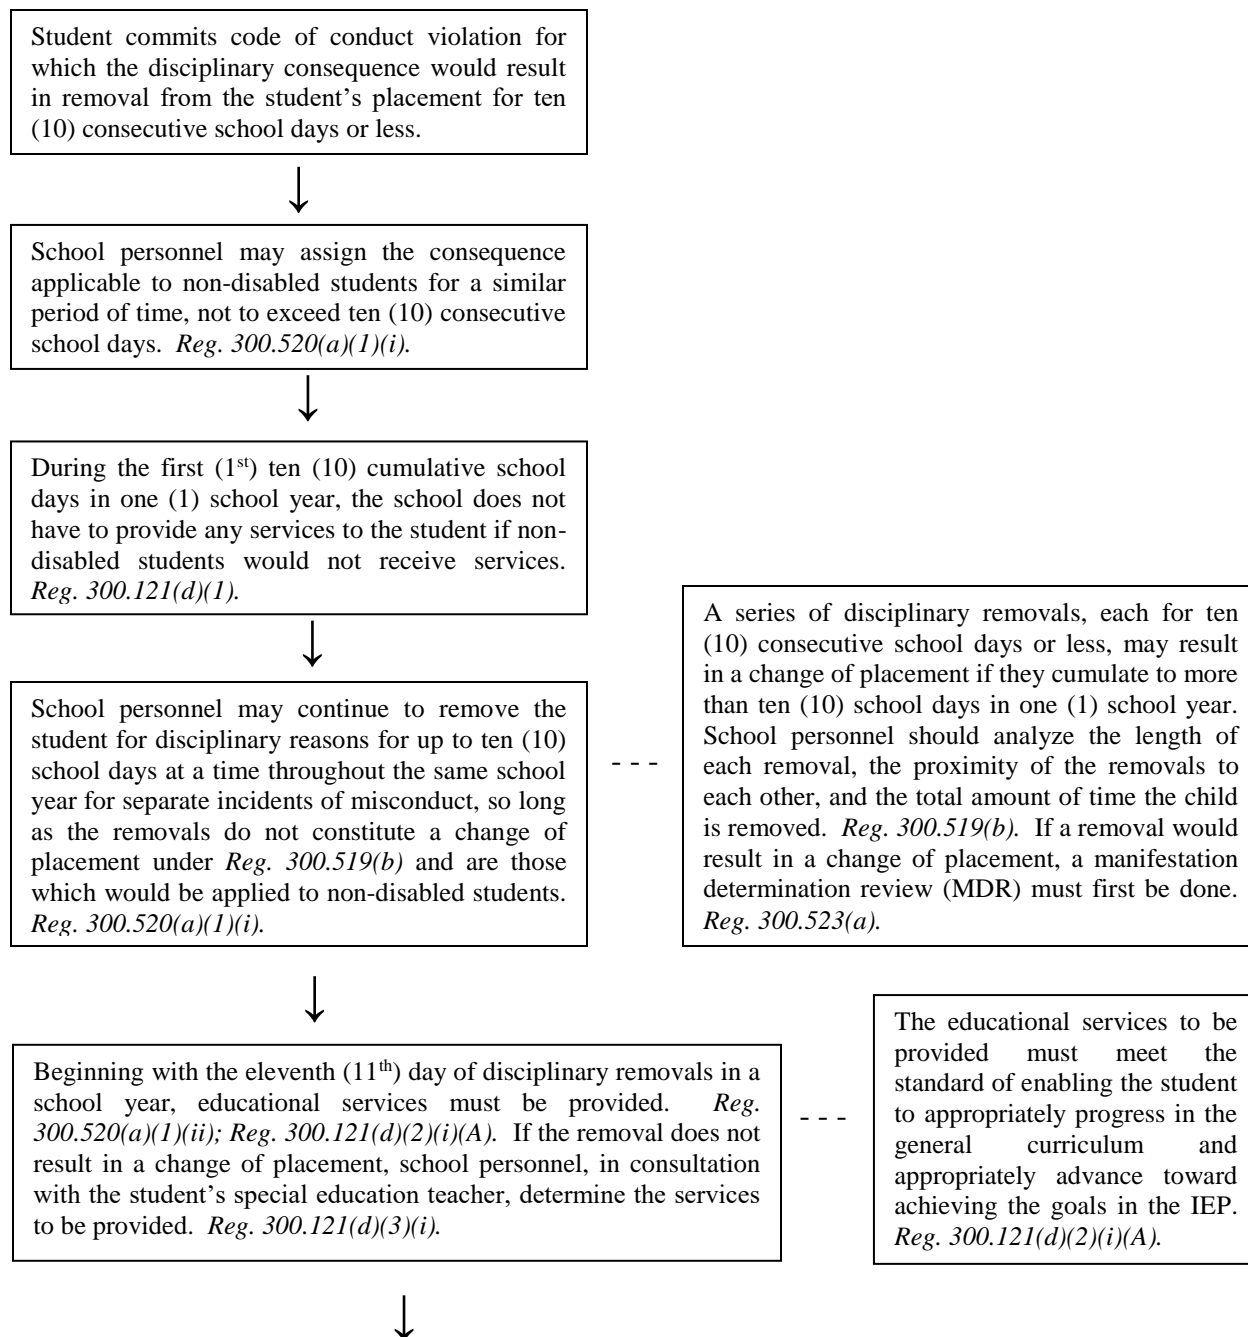 Student commits code of conduct violation for
which the disciplinary consequence would result
in removal from the student's placement for ten
(10) consecutive school days or less.
School personnel may assign the consequence
applicable to non-disabled students for a similar
period of time, not to exceed ten (10) consecutive
school days.  Reg. 300.520(a)(1)(i).
During the first (1st) ten (10) cumulative school
days in one (1) school year, the school does not
have to provide any services to the student if non-
disabled students would not receive services.
Reg. 300.121(d)(1).
School personnel may continue to remove the
student for disciplinary reasons for up to ten (10)
school days at a time throughout the same school
year for separate incidents of misconduct, so long
as the removals do not constitute a change of
placement under Reg. 300.519(b) and are those
which would be applied to non-disabled students.
Reg. 300.520(a)(1)(i).
- - -
A series of disciplinary removals, each for ten
(10) consecutive school days or less, may result
in a change of placement if they cumulate to more
than ten (10) school days in one (1) school year.
School personnel should analyze the length of
each removal, the proximity of the removals to
each other, and the total amount of time the child
is removed.  Reg. 300.519(b).  If a removal would
result in a change of placement, a manifestation
determination review (MDR) must first be done.
Reg. 300.523(a).
Beginning with the eleventh (11th) day of disciplinary removals in a
school year, educational services must be provided.  Reg.
300.520(a)(1)(ii); Reg. 300.121(d)(2)(i)(A).  If the removal does not
result in a change of placement, school personnel, in consultation
with the student's special education teacher, determine the services
to be provided.  Reg. 300.121(d)(3)(i).
- - -
The educational services to be
provided must meet the
standard of enabling the student
to appropriately progress in the
general curriculum and
appropriately advance toward
achieving the goals in the IEP.
Reg. 300.121(d)(2)(i)(A).